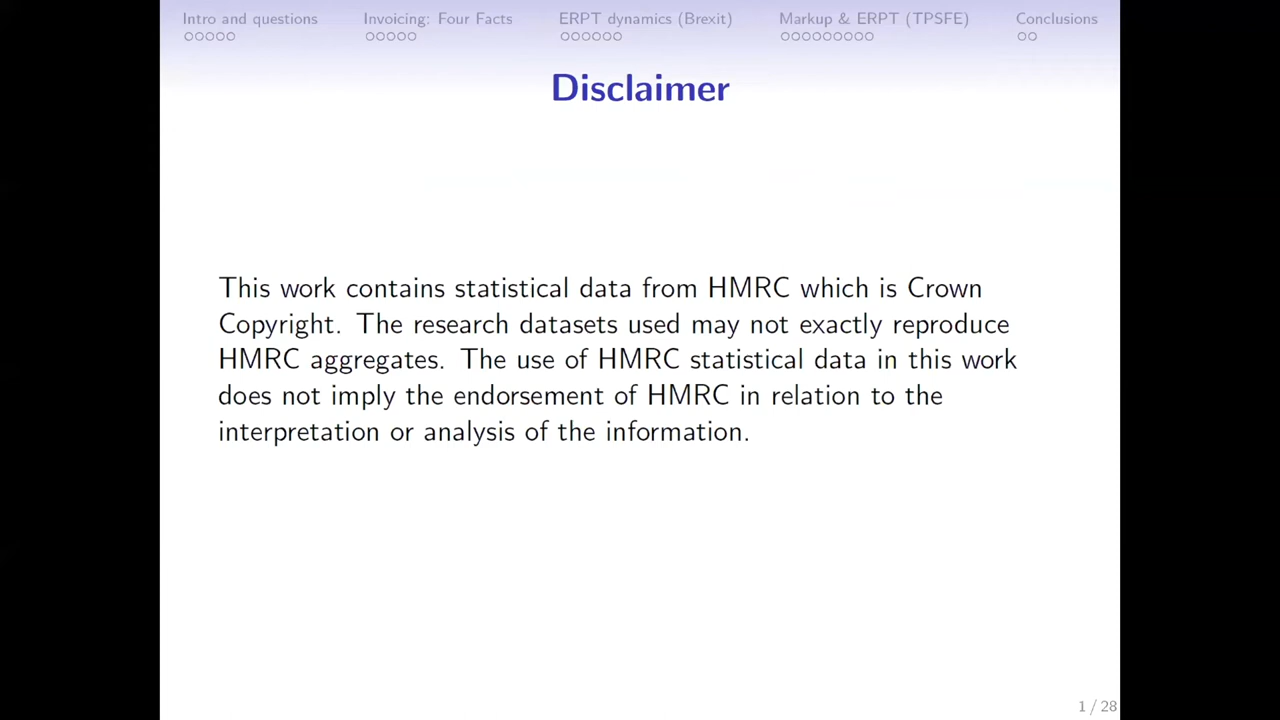 Intro and questions
Invoicing: Four Facts
ERPT dynamics (Brexit)
Markup & ERPT (TPSFE)
Conclusions
Disclaimer
This work contains statistical data from HMRC which is Crown
Copyright. The research datasets used may not exactly reproduce
HMRC aggregates. The use of HMRC statistical data in this work
does not imply the endorsement of HMRC in relation to the
interpretation or analysis of the information.
1 / 28